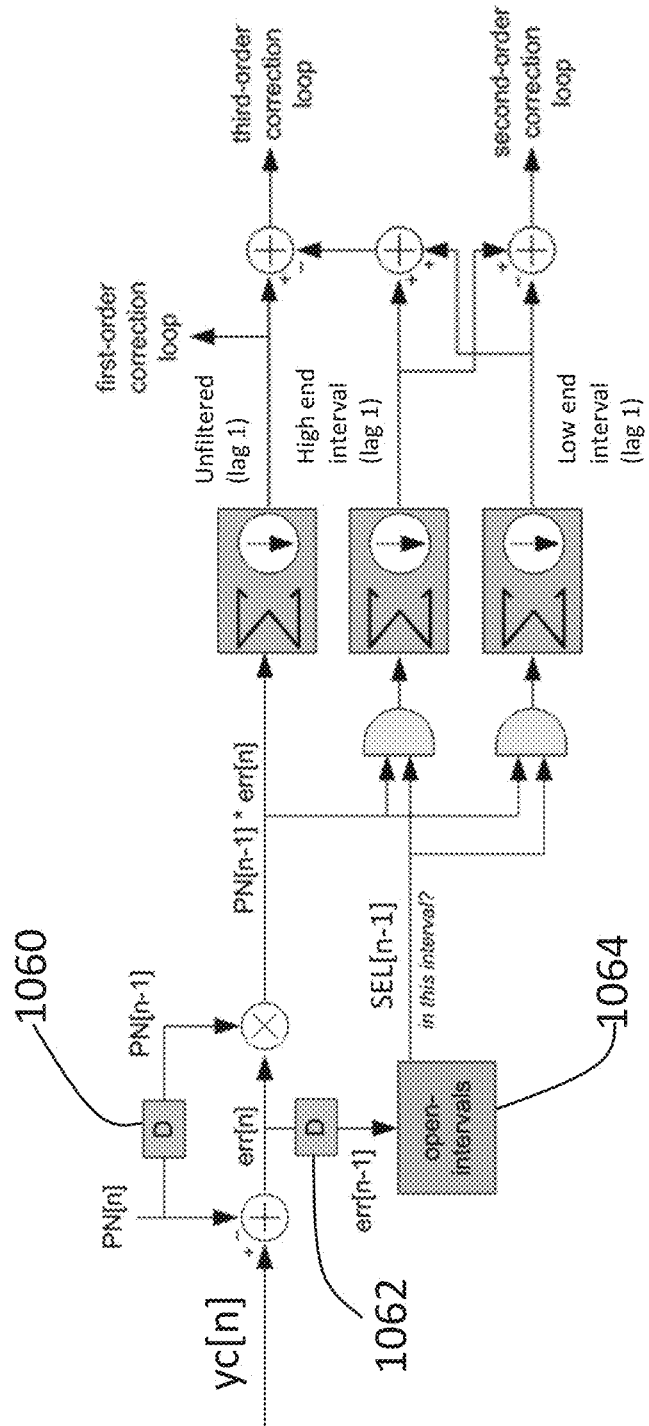 yc[n]
PN[n]
D
1060
PN[n-1]
+
-
err[n]
D
1062
err[n-1]
open-
intervals
1064
PN[n-1] * err[n]
SEL[n-1]
in this interval?
Σ
Σ
Σ
Unfiltered
(lag 1)
High end
interval
(lag 1)
Low end
interval
(lag 1)
first-order
correction
loop
+
-
+
+
+
-
third-order
correction
loop
second-order
correction
loop